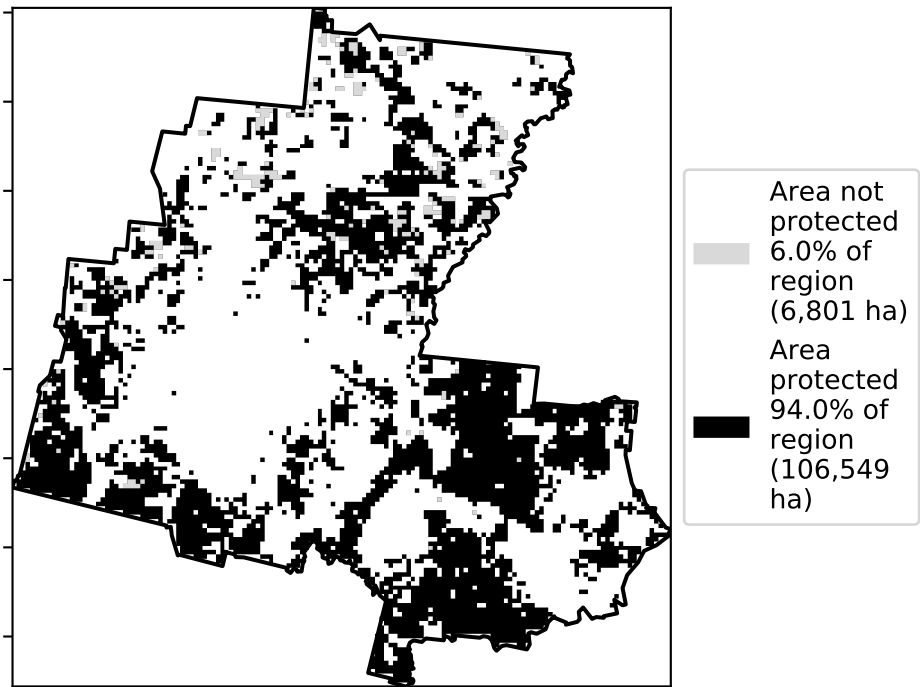 Area not
protected
6.0% of
region
(6,801 ha)
Area
protected
94.0% of
region
(106,549
ha)